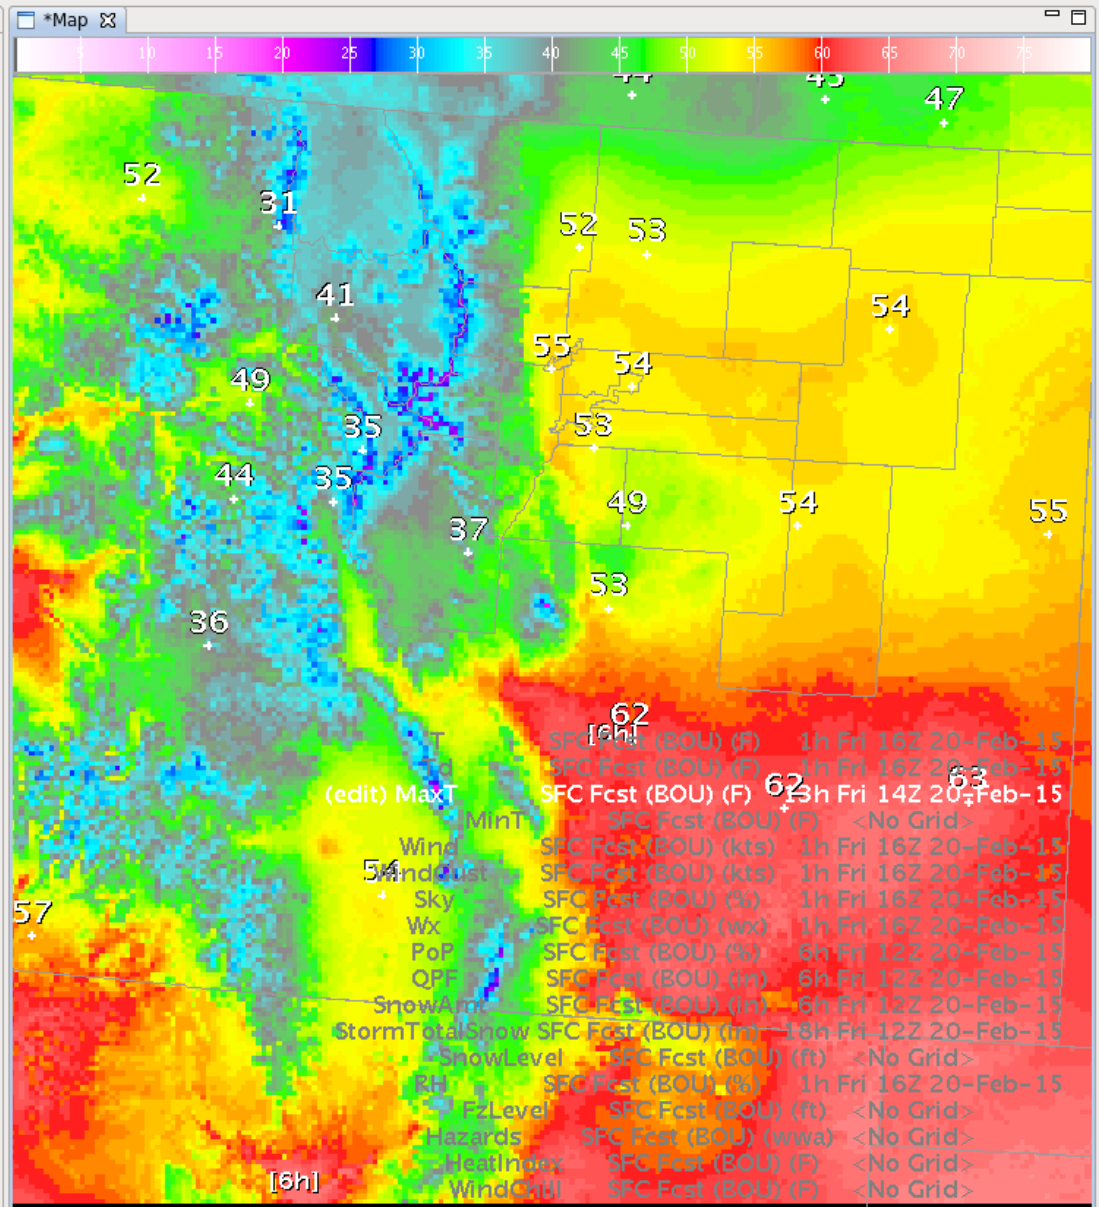 *Map
5 10 15 20 25 30 35 40 45 50 55 60 65 70 75
44 45 47
52
31
52 53
41
54
55
54
49
53
35
44
35
49 54
55
37
53
36
62
[6h]
T SFC Fcst (BOU) (F) 1h Fri 16Z 20-Feb-15
Td SFC Fcst (BOU) (F) 1h Fri 16Z 20-Feb-15
62 63
(edit) MaxT SFC Fcst (BOU) (F) 13h Fri 14Z 20-Feb-15
MinT SFC Fcst (BOU) (F) <No Grid>
Wind SFC Fcst (BOU) (kts) 1h Fri 16Z 20-Feb-15
54
WindGust SFC Fcst (BOU) (kts) 1h Fri 16Z 20-Feb-15
Sky SFC Fcst (BOU) (%) 1h Fri 16Z 20-Feb-15
57
Wx SFC Fcst (BOU) (wx) 1h Fri 16Z 20-Feb-15
PoP SFC Fcst (BOU) (%) 6h Fri 12Z 20-Feb-15
QPF SFC Fcst (BOU) (in) 6h Fri 12Z 20-Feb-15
SnowAmt SFC Fcst (BOU) (in) 6h Fri 12Z 20-Feb-15
StormTotalSnow SFC Fcst (BOU) (in) 18h Fri 12Z 20-Feb-15
SnowLevel SFC Fcst (BOU) (ft) <No Grid>
RH SFC Fcst (BOU) (%) 1h Fri 16Z 20-Feb-15
FzLevel SFC Fcst (BOU) (ft) <No Grid>
Hazards SFC Fcst (BOU) (wwa) <No Grid>
HeatIndex SFC Fcst (BOU) (F) <No Grid>
[6h]
WindChill SFC Fcst (BOU) (F) <No Grid>